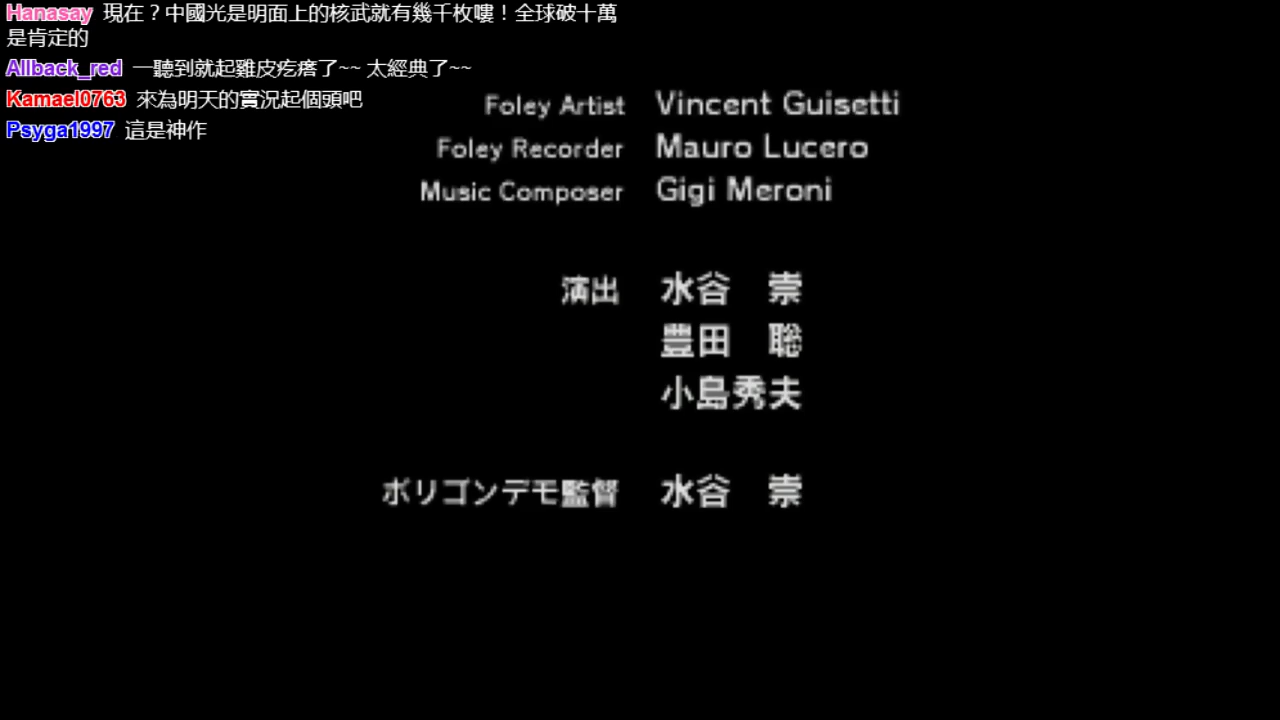 Hanasay 現在？中國光是明面上的核武就有幾千枚嘍！全球破十萬
是肯定的
Allback_red 一聽到就起雞皮疙瘩了~~ 太經典了~~
Kamael0763 來為明天的實況起個頭吧
Psyga1997 這是神作
Foley Artist Vincent Guisetti
Foley Recorder Mauro Lucero
Music Composer Gigi Meroni
演出 水谷 崇
豊田 聡
小島秀夫
ポリゴンデモ監督 水谷 崇